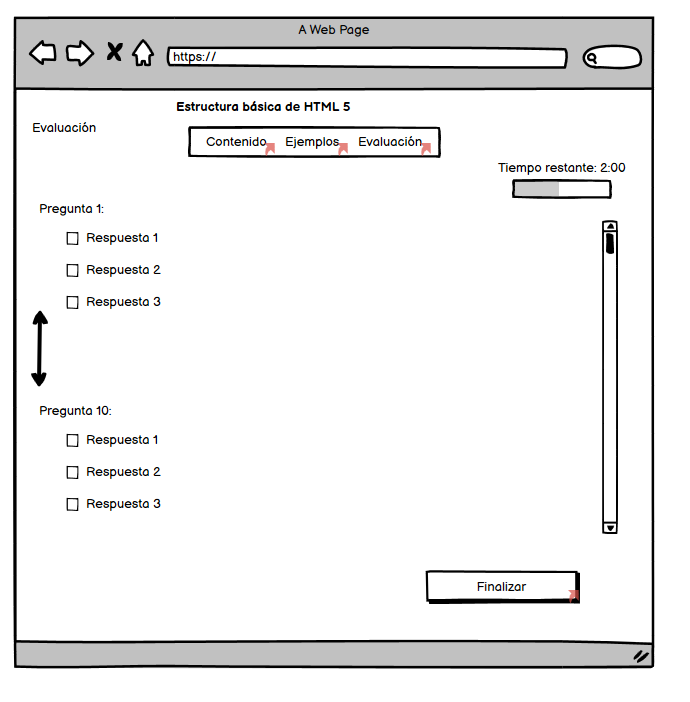 A Web Page
https://
Estructura básica de HTML 5
Evaluación
Contenido Ejemplos Evaluación
Tiempo restante: 2:00
Pregunta 1:
Respuesta 1
Respuesta 2
Respuesta 3
Pregunta 10:
Respuesta 1
Respuesta 2
Respuesta 3
Finalizar